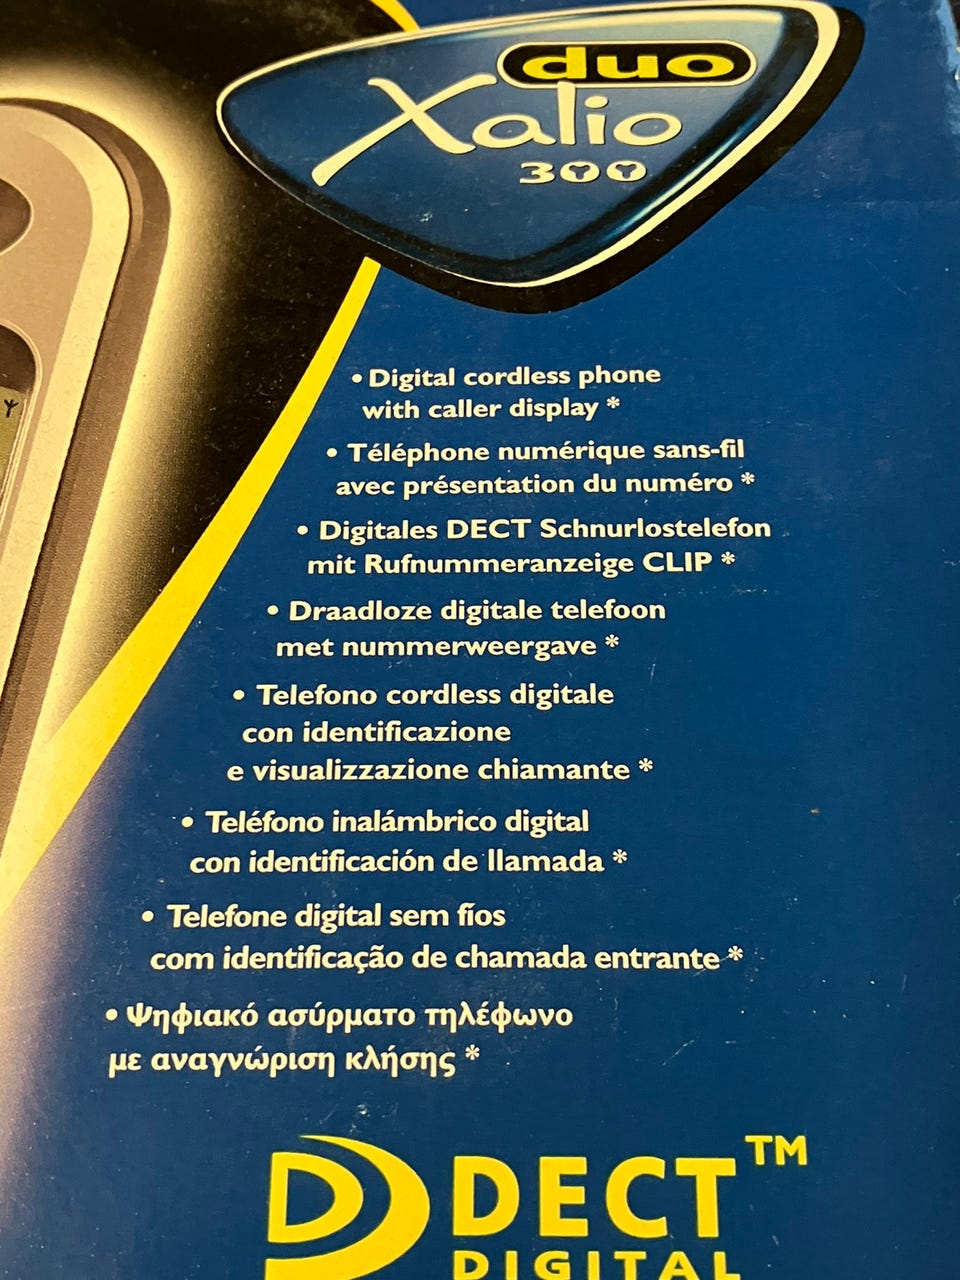 duo
Xalio
300
• Digital cordless phone
with caller display *
• Téléphone numérique sans-fil
avec présentation du numéro *
• Digitales DECT Schnurlostelefon
mit Rufnummeranzeige CLIP *
• Draadloze digitale telefoon
met nummerweergave *
• Telefono cordless digitale
con identificazione
e visualizzazione chiamante *
• Teléfono inalámbrico digital
con identificación de llamada *
• Telefone digital sem fios
com identificação de chamada entrante *
• Ψηφιακό ασύρματο τηλέφωνο
με αναγνώριση κλήσης *
DECT™
DIGITAL